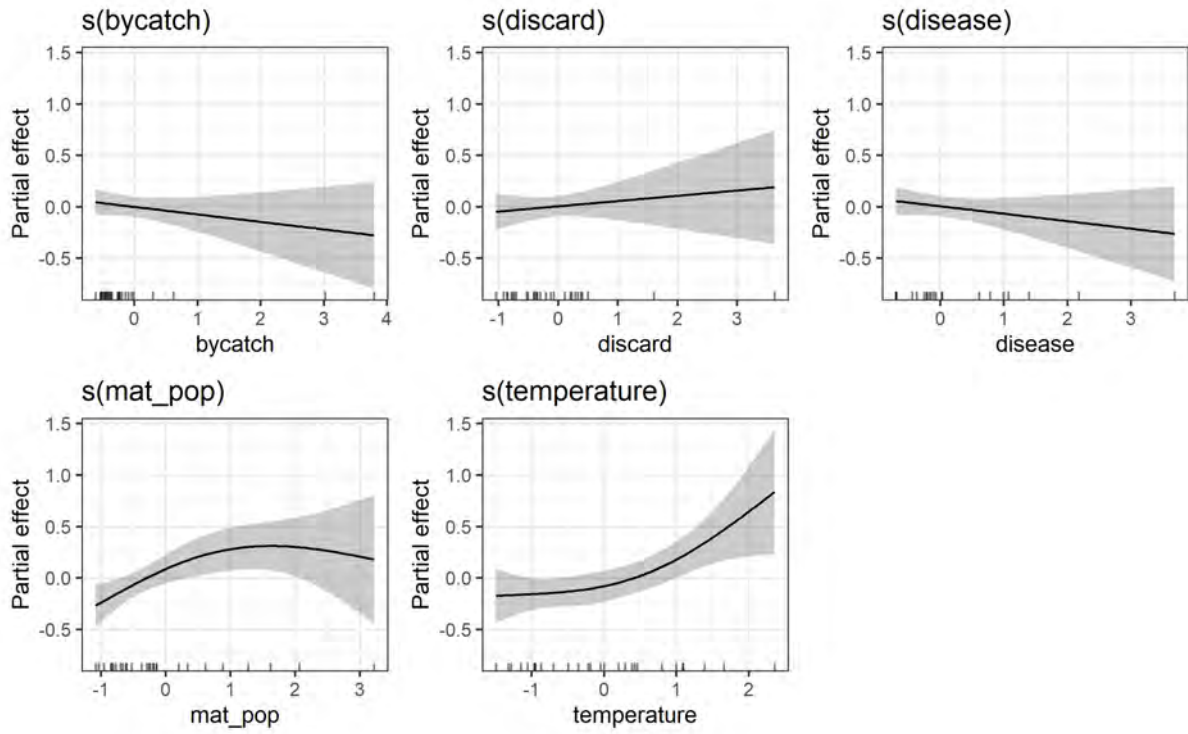 s(bycatch)
1.5
1.0
0.5
0.0
-0.5
Partial effect
0 1 2 3 4
bycatch
s(discard)
1.5
1.0
0.5
0.0
-0.5
Partial effect
-1 0 1 2 3
discard
s(disease)
1.5
1.0
0.5
0.0
-0.5
Partial effect
0 1 2 3
disease
s(mat_pop)
1.5
1.0
0.5
0.0
-0.5
Partial effect
-1 0 1 2 3
mat_pop
s(temperature)
1.5
1.0
0.5
0.0
-0.5
Partial effect
-1 0 1 2
temperature